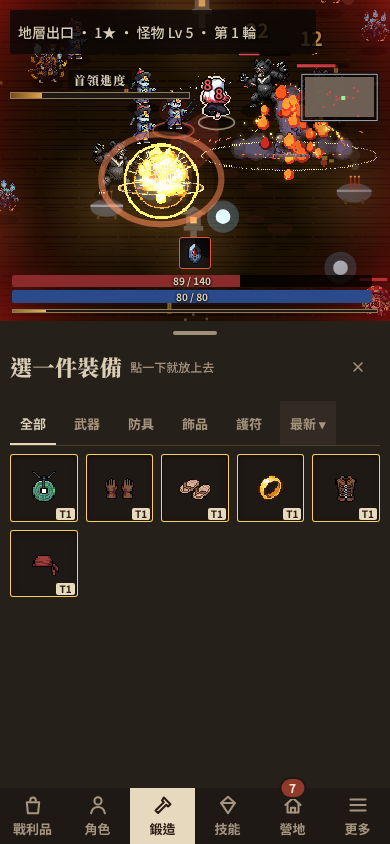 地層出口 • 1★ • 怪物 Lv 5 • 第 1 輪
12
首領進度
8
8
89 / 140
80 / 80
選一件裝備 點一下就放上去 ×
全部 武器 防具 飾品 護符 最新 ▾
T1 T1 T1 T1 T1
T1
7
戰利品 角色 鍛造 技能 營地 更多